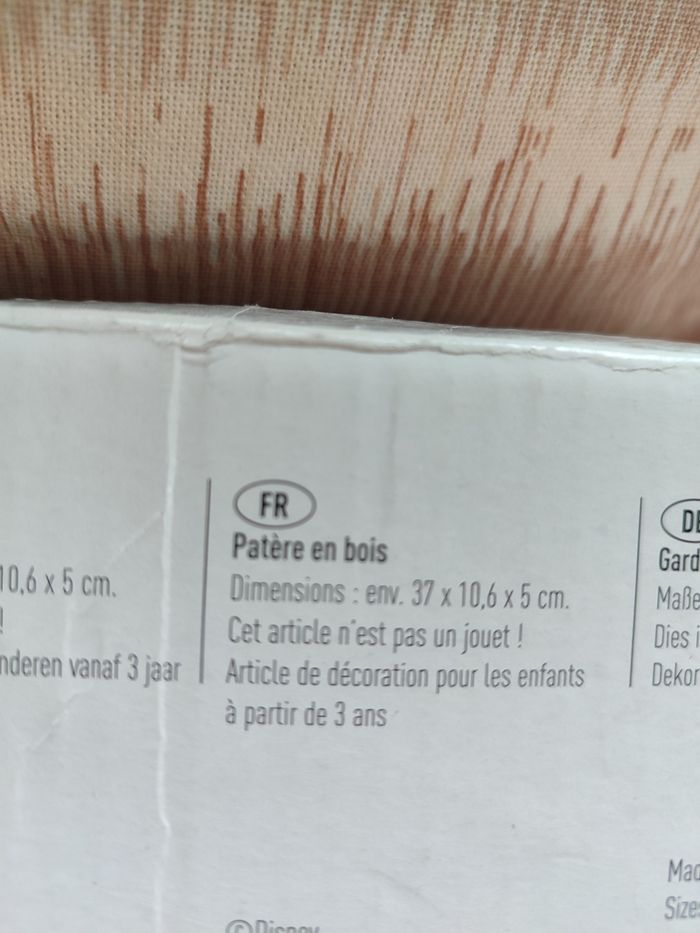 10,6 x 5 cm.
!
nderen vanaf 3 jaar
FR
Patère en bois
Dimensions : env. 37 x 10,6 x 5 cm.
Cet article n'est pas un jouet !
Article de décoration pour les enfants
à partir de 3 ans
DE
Gard
Maße
Dies i
Dekor
Mad
Size
©Disney